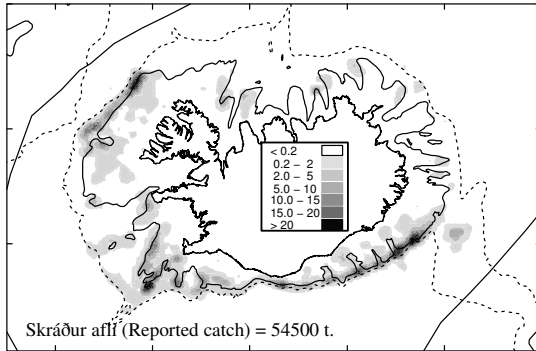 < 0.2
0.2 − 2
2.0 − 5
5.0 − 10
10.0 − 15
15.0 − 20
> 20
Skráður afli (Reported catch) = 54500 t.